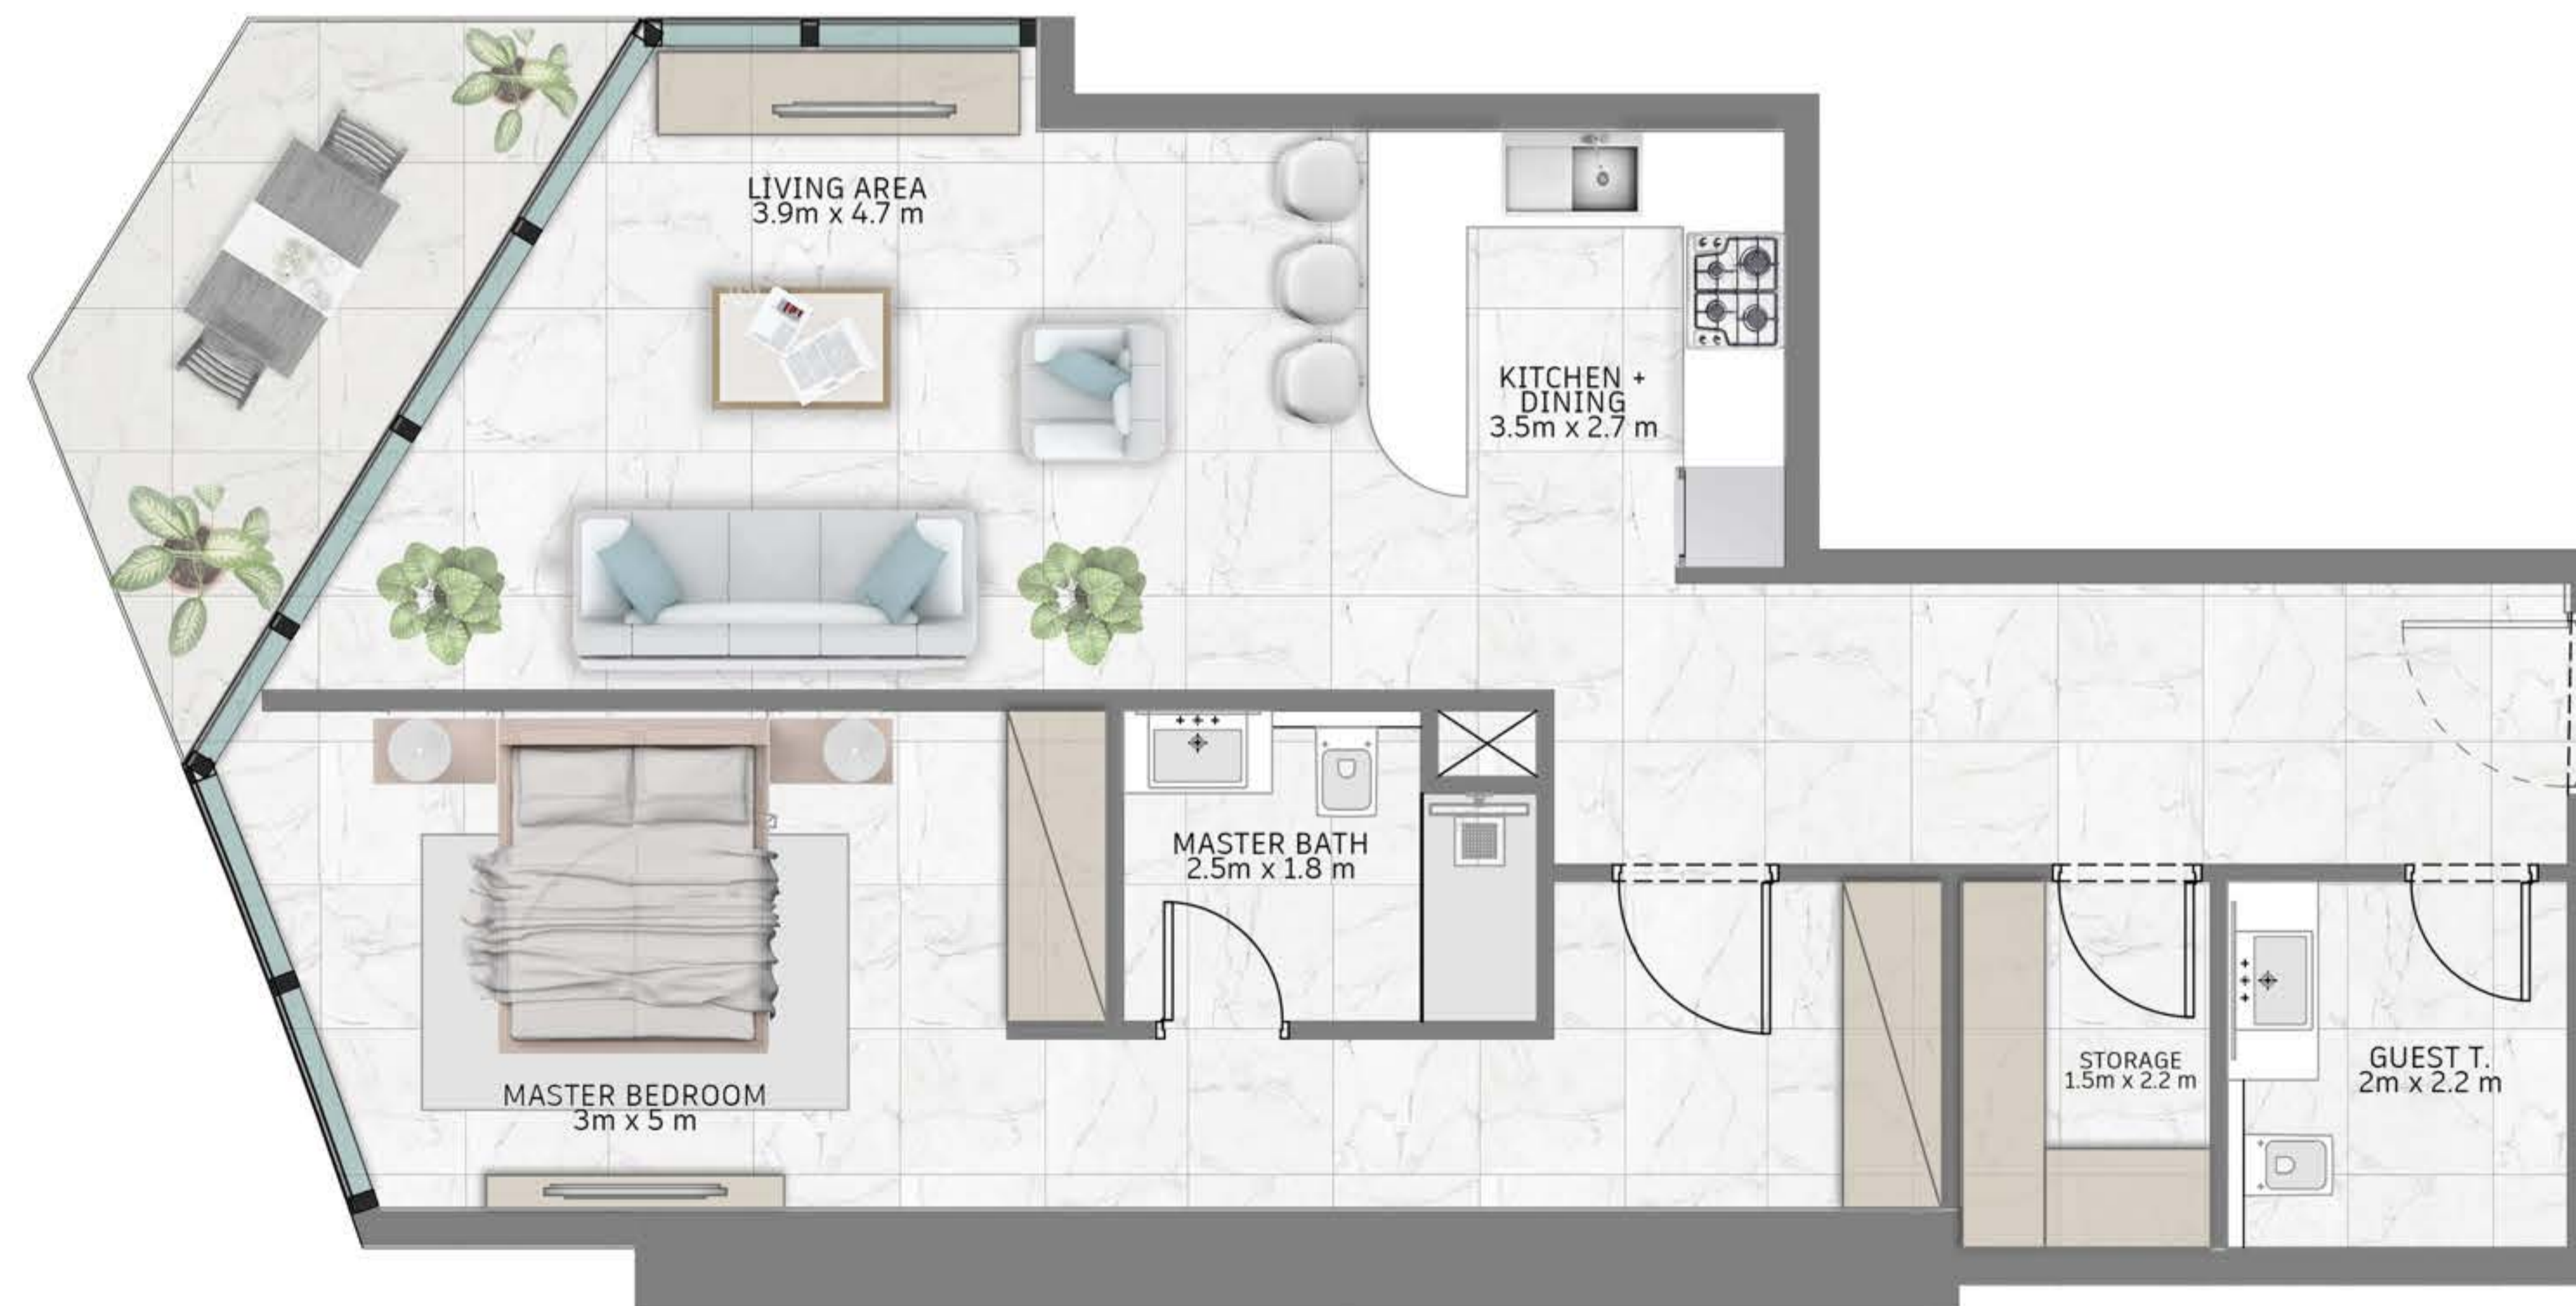 LIVING AREA
3.9m x 4.7 m
KITCHEN +
DINING
3.5m x 2.7 m
MASTER BATH
2.5m x 1.8 m
MASTER BEDROOM
3m x 5 m
STORAGE
1.5m x 2.2 m
GUEST T.
2m x 2.2 m